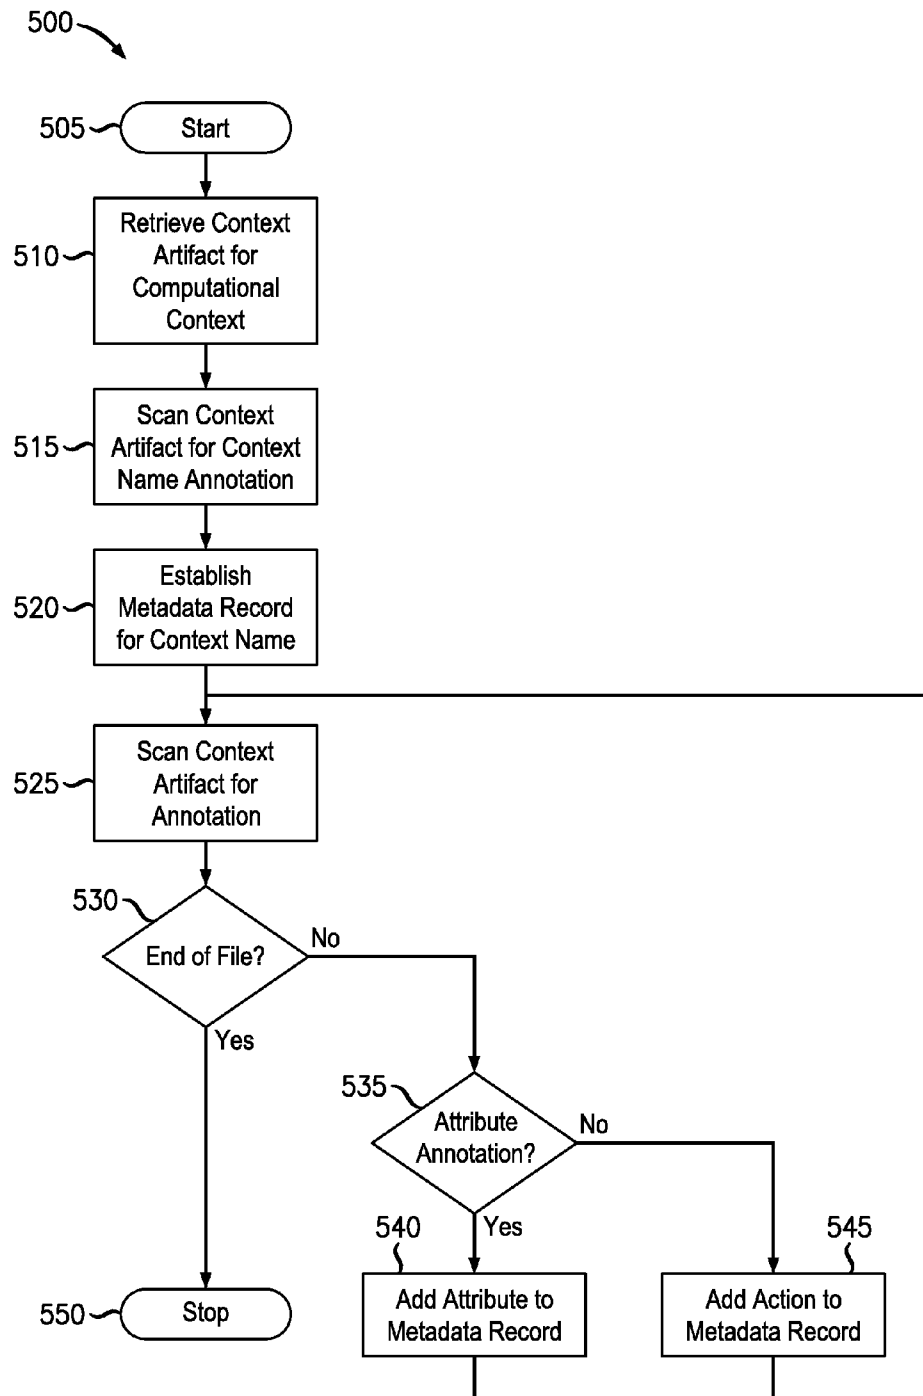 500
505
Start
510
Retrieve Context
Artifact for
Computational
Context
515
Scan Context
Artifact for Context
Name Annotation
520
Establish
Metadata Record
for Context Name
525
Scan Context
Artifact for
Annotation
530
End of File?
No
Yes
535
Attribute
Annotation?
No
Yes
540
Add Attribute to
Metadata Record
545
Add Action to
Metadata Record
550
Stop